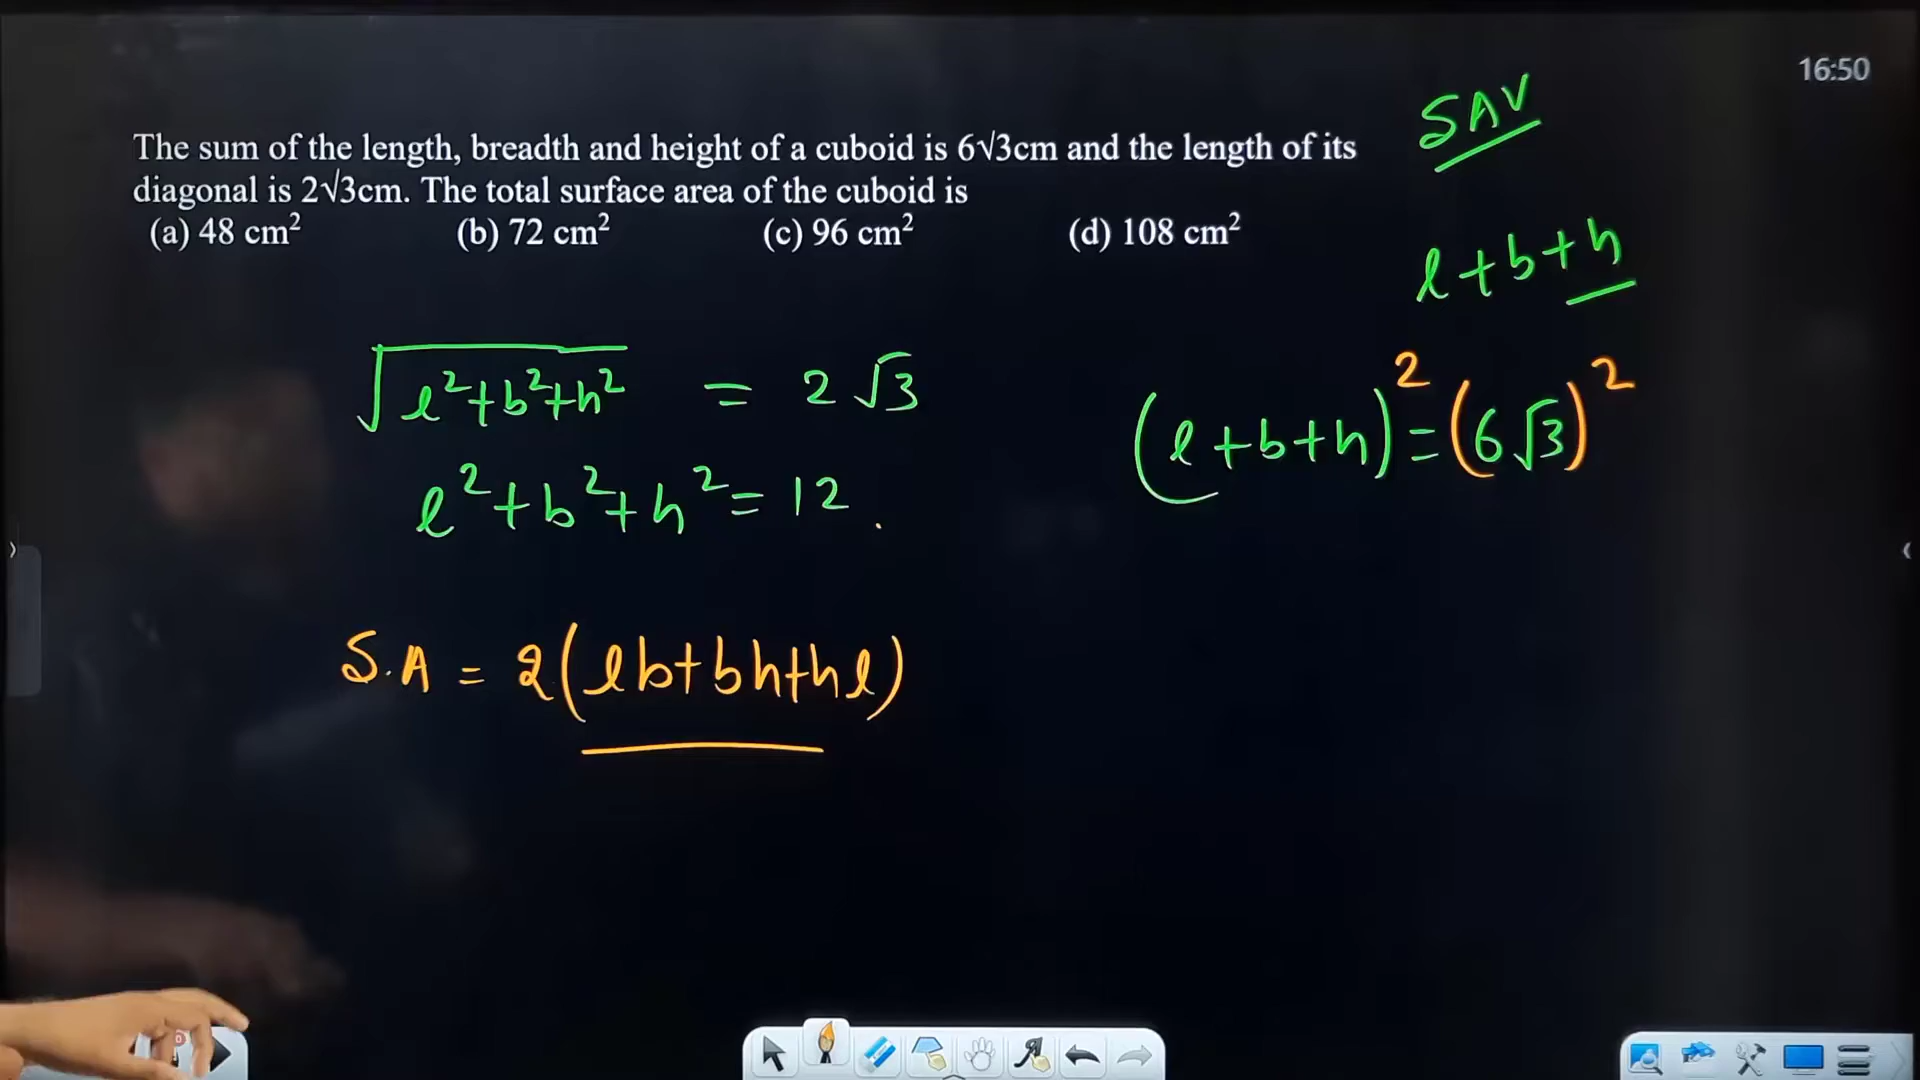 16:50
SAV
The sum of the length, breadth and height of a cuboid is 6√3cm and the length of its
diagonal is 2√3cm. The total surface area of the cuboid is
(a) 48 cm² (b) 72 cm² (c) 96 cm² (d) 108 cm²
l+b+h
√(l²+b²+h²) = 2√3
(l+b+h)² = (6√3)²
l²+b²+h² = 12.
S.A = 2(lb+bh+hl)